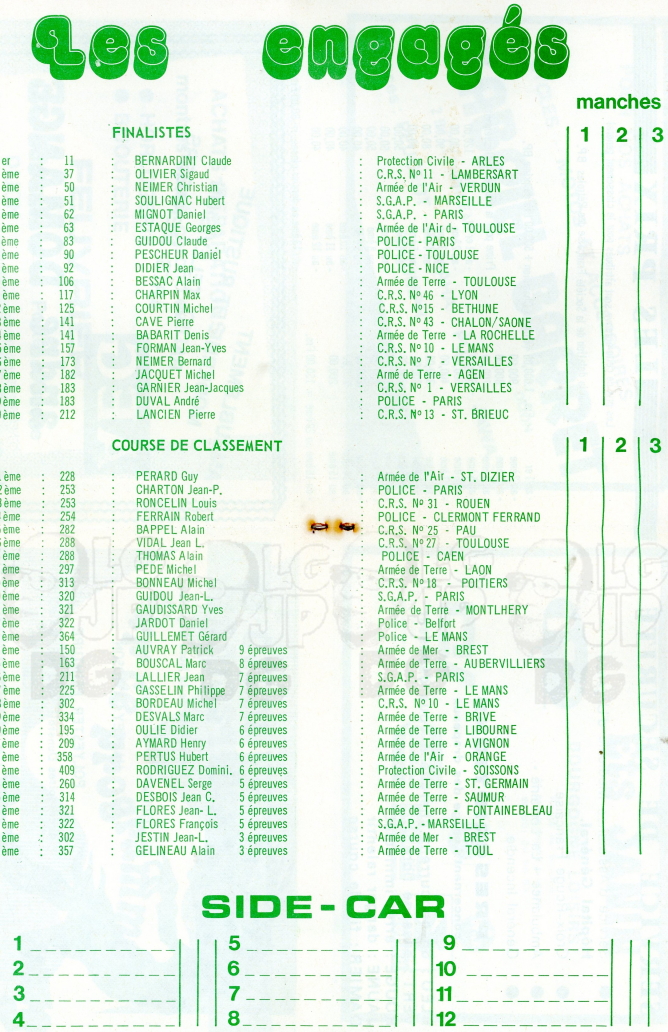 Les engagés
manches
FINALISTES 1 2 3
er : 11 : BERNARDINI Claude : Protection Civile - ARLES
ème : 37 : OLIVIER Sigaud : C.R.S. Nº 11 - LAMBERSART
ème : 50 : NEIMER Christian : Armée de l'Air - VERDUN
ème : 51 : SOULIGNAC Hubert : S.G.A.P. - MARSEILLE
ème : 62 : MIGNOT Daniel : S.G.A.P. - PARIS
ème : 63 : ESTAQUE Georges : Armée de l'Air d- TOULOUSE
ème : 83 : GUIDOU Claude : POLICE - PARIS
ème : 90 : PESCHEUR Daniel : POLICE - TOULOUSE
ème : 92 : DIDIER Jean : POLICE - NICE
ème : 106 : BESSAC Alain : Armée de Terre - TOULOUSE
ème : 117 : CHARPIN Max : C.R.S. Nº 46 - LYON
ème : 125 : COURTIN Michel : C.R.S. Nº15 - BETHUNE
ème : 141 : CAVE Pierre : C.R.S. Nº 43 - CHALON/SAONE
ème : 141 : BABARIT Denis : Armée de Terre - LA ROCHELLE
ème : 157 : FORMAN Jean-Yves : C.R.S. Nº 10 - LE MANS
ème : 173 : NEIMER Bernard : C.R.S. Nº 7 - VERSAILLES
ème : 182 : JACQUET Michel : Armé de Terre - AGEN
ème : 183 : GARNIER Jean-Jacques : C.R.S. Nº 1 - VERSAILLES
ème : 183 : DUVAL André : POLICE - PARIS
ème : 212 : LANCIEN Pierre : C.R.S. Nº 13 - ST. BRIEUC
COURSE DE CLASSEMENT 1 2 3
ème : 228 : PERARD Guy : Armée de l'Air - ST. DIZIER
ème : 253 : CHARTON Jean-P. : POLICE - PARIS
ème : 253 : RONCELIN Louis : C.R.S. Nº 31 - ROUEN
ème : 254 : FERRAIN Robert : POLICE - CLERMONT FERRAND
ème : 282 : BAPPEL Alain : C.R.S. Nº 25 - PAU
ème : 288 : VIDAL Jean L. : C.R.S. Nº 27 - TOULOUSE
ème : 288 : THOMAS Alain : POLICE - CAEN
ème : 297 : PEDE Michel : Armée de Terre - LAON
ème : 313 : BONNEAU Michel : C.R.S. Nº 18 - POITIERS
ème : 320 : GUIDOU Jean-L. : S.G.A.P. - PARIS
ème : 321 : GAUDISSARD Yves : Armée de Terre - MONTLHERY
ème : 322 : JARDOT Daniel : Police - Belfort
ème : 364 : GUILLEMET Gérard : Police - LE MANS
ème : 150 : AUVRAY Patrick 9 épreuves : Armée de Mer - BREST
ème : 163 : BOUSCAL Marc 8 épreuves : Armée de Terre - AUBERVILLIERS
ème : 211 : LALLIER Jean 7 épreuves : S.G.A.P. - PARIS
ème : 225 : GASSELIN Philippe 7 épreuves : Armée de Terre - LE MANS
ème : 302 : BORDEAU Michel 7 épreuves : C.R.S. Nº 10 - LE MANS
ème : 334 : DESVALS Marc 7 épreuves : Armée de Terre - BRIVE
ème : 195 : OULIE Didier 6 épreuves : Armée de Terre - LIBOURNE
ème : 209 : AYMARD Henry 6 épreuves : Armée de Terre - AVIGNON
ème : 358 : PERTUS Hubert 6 épreuves : Armée de l'Air - ORANGE
ème : 409 : RODRIGUEZ Domini. 6 épreuves : Protection Civile - SOISSONS
ème : 260 : DAVENEL Serge 5 épreuves : Armée de Terre - ST. GERMAIN
ème : 314 : DESBOIS Jean C. 5 épreuves : Armée de Terre - SAUMUR
ème : 321 : FLORES Jean- L. 5 épreuves : Armée de Terre - FONTAINEBLEAU
ème : 322 : FLORES François 5 épreuves : S.G.A.P. - MARSEILLE
ème : 302 : JESTIN Jean-L. 3 épreuves : Armée de Mer - BREST
ème : 357 : GELINEAU Alain 3 épreuves : Armée de Terre - TOUL
SIDE-CAR
1 5 9
2 6 10
3 7 11
4 8 12